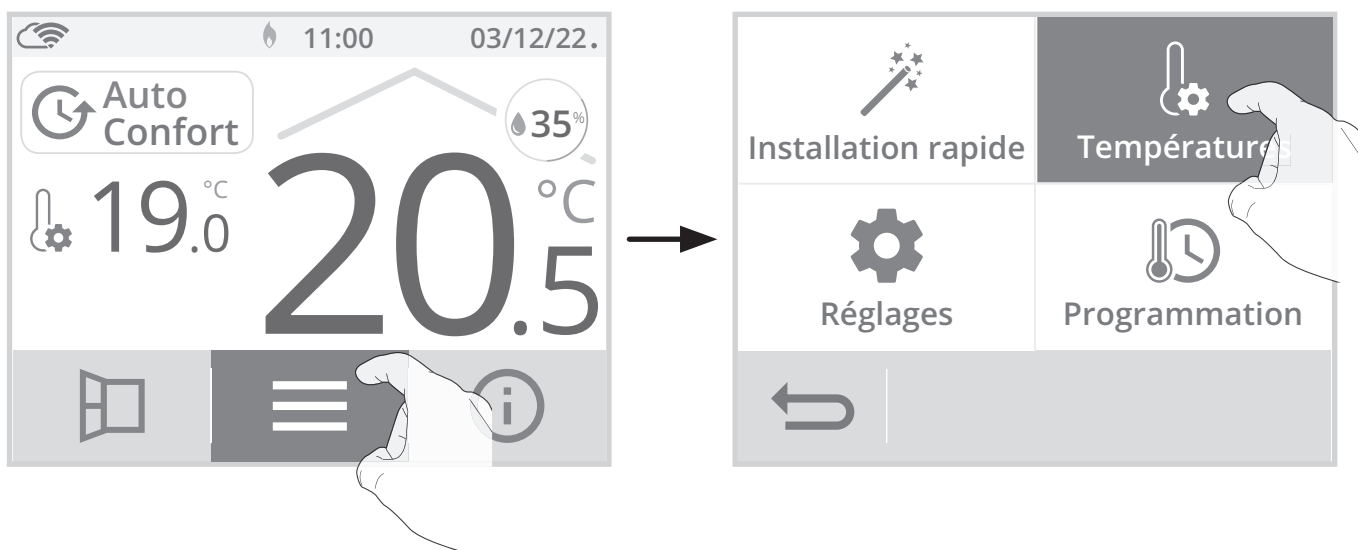 11:00 03/12/22.
Auto
Confort
35%
19.0 °C
20.5 °C
i
Installation rapide
Températures
Réglages
Programmation